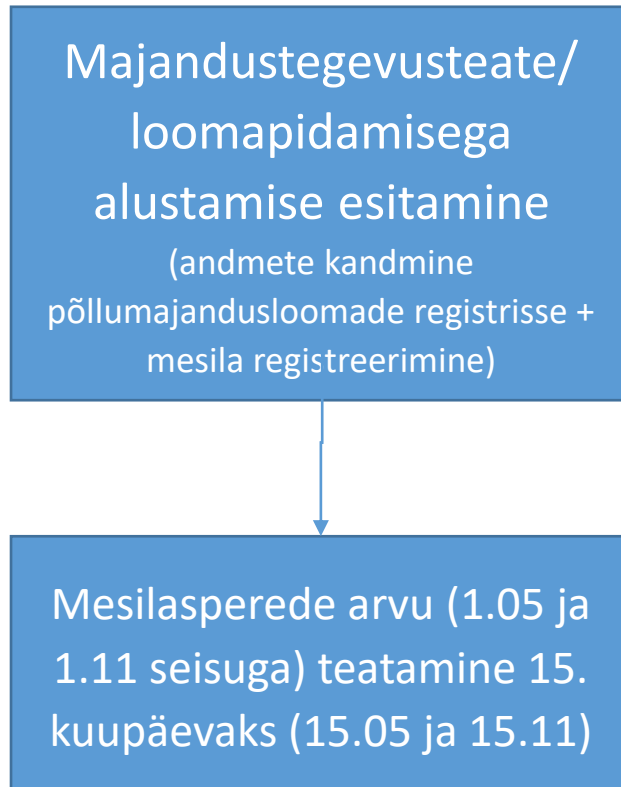 Majandustegevusteate/
loomapidamisega
alustamise esitamine
(andmete kandmine
põllumajandusloomade registrisse +
mesila registreerimine)
Mesilasperede arvu (1.05 ja
1.11 seisuga) teatamine 15.
kuupäevaks (15.05 ja 15.11)